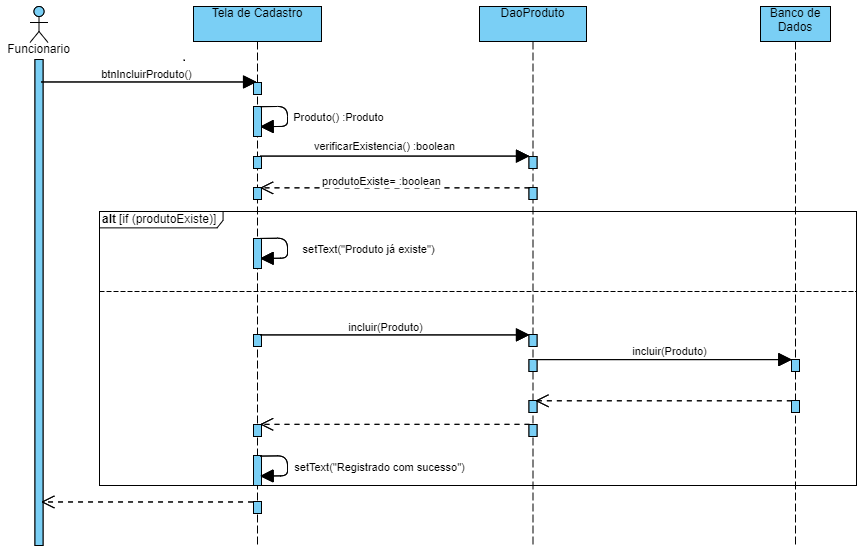 Funcionario
Tela de Cadastro
DaoProduto
Banco de
Dados
btnIncluirProduto()
Produto() :Produto
verificarExistencia() :boolean
produtoExiste= :boolean
alt [if (produtoExiste)]
setText("Produto já existe")
incluir(Produto)
incluir(Produto)
setText("Registrado com sucesso")